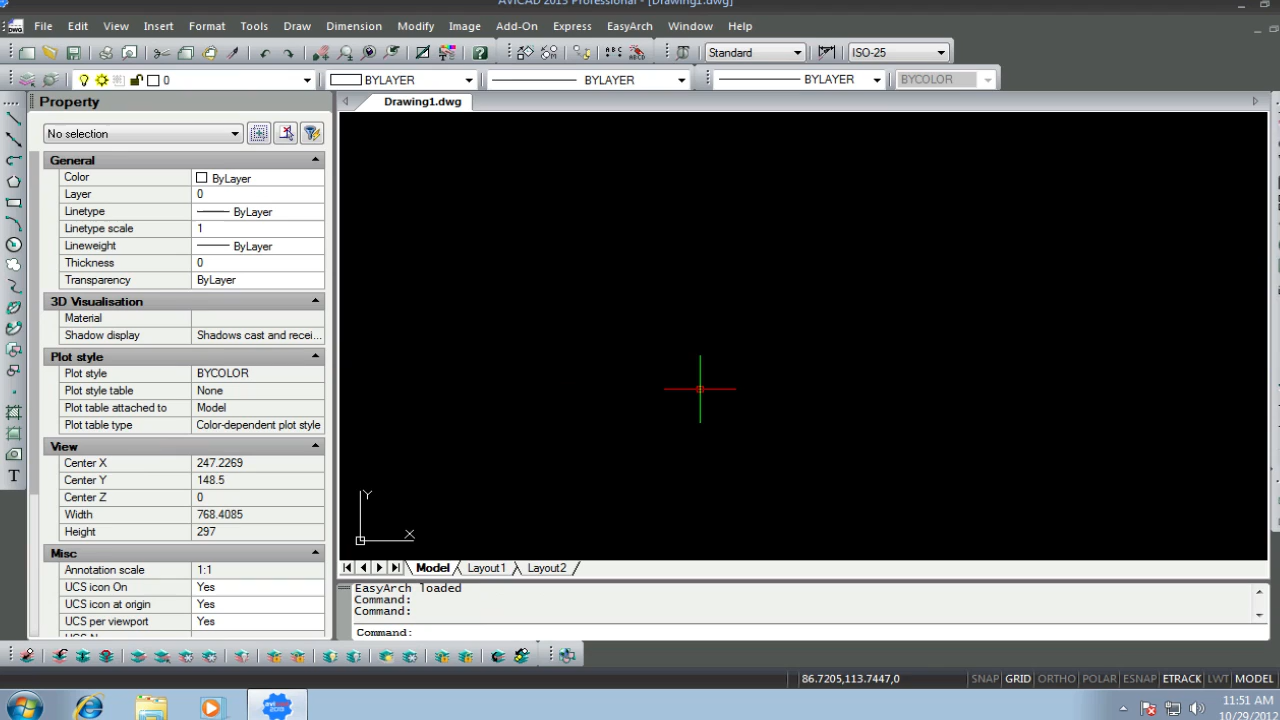 AVICAD 2013 Professional - [Drawing1.dwg]
File Edit View Insert Format Tools Draw Dimension Modify Image Add-On Express EasyArch Window Help
Standard ISO-25
0 BYLAYER BYLAYER BYLAYER BYCOLOR
Property
Drawing1.dwg
No selection
General
Color ByLayer
Layer 0
Linetype ByLayer
Linetype scale 1
Lineweight ByLayer
Thickness 0
Transparency ByLayer
3D Visualisation
Material
Shadow display Shadows cast and recei...
Plot style
Plot style BYCOLOR
Plot style table None
Plot table attached to Model
Plot table type Color-dependent plot style
View
Center X 247.2269
Center Y 148.5
Center Z 0
Width 768.4085
Height 297
Misc
Annotation scale 1:1
UCS icon On Yes
UCS icon at origin Yes
UCS per viewport Yes
Y
X
Model Layout1 Layout2
EasyArch loaded
Command:
Command:
Command:
86.7205,113.7447,0 SNAP GRID ORTHO POLAR ESNAP ETRACK LWT MODEL
11:51 AM
10/29/2012